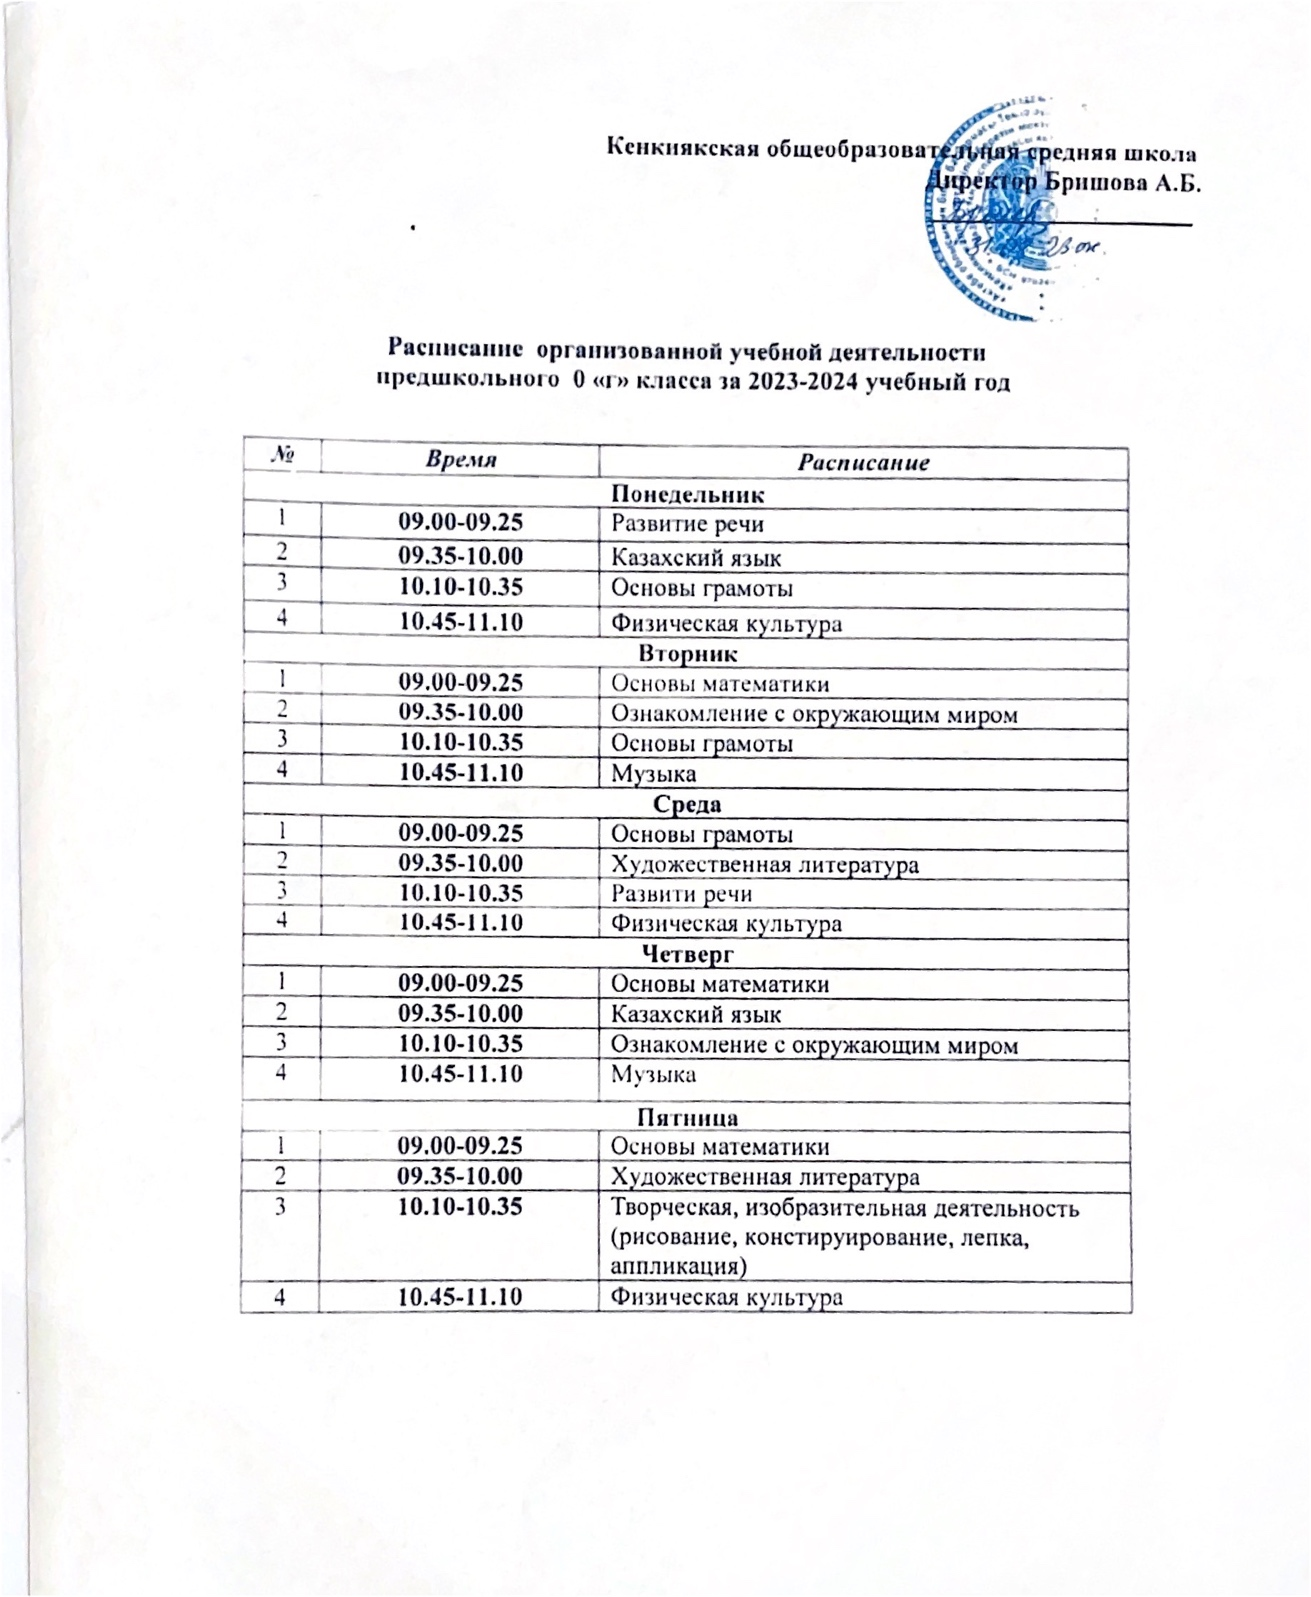 Кенкиякская общеобразовательная средняя школа
Директор Бришова А.Б.
Расписание организованной учебной деятельности
предшкольного 0 «г» класса за 2023-2024 учебный год
№ Время Расписание
Понедельник
1 09.00-09.25 Развитие речи
2 09.35-10.00 Казахский язык
3 10.10-10.35 Основы грамоты
4 10.45-11.10 Физическая культура
Вторник
1 09.00-09.25 Основы математики
2 09.35-10.00 Ознакомление с окружающим миром
3 10.10-10.35 Основы грамоты
4 10.45-11.10 Музыка
Среда
1 09.00-09.25 Основы грамоты
2 09.35-10.00 Художественная литература
3 10.10-10.35 Развити речи
4 10.45-11.10 Физическая культура
Четверг
1 09.00-09.25 Основы математики
2 09.35-10.00 Казахский язык
3 10.10-10.35 Ознакомление с окружающим миром
4 10.45-11.10 Музыка
Пятница
1 09.00-09.25 Основы математики
2 09.35-10.00 Художественная литература
3 10.10-10.35 Творческая, изобразительная деятельность
(рисование, констируирование, лепка,
аппликация)
4 10.45-11.10 Физическая культура